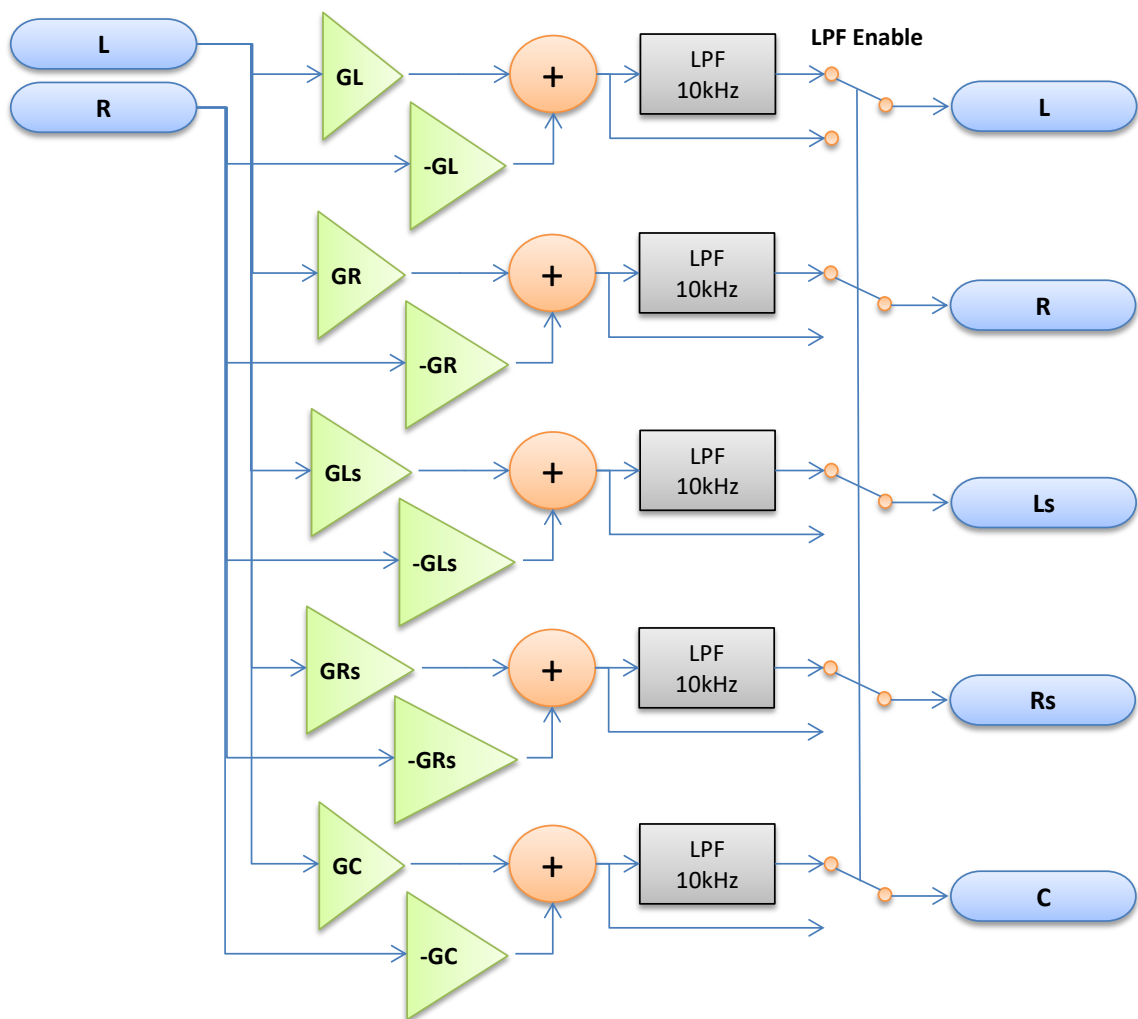 L
R
LPF Enable
GL
-GL
+
LPF
10kHz
L
GR
-GR
+
LPF
10kHz
R
GLs
-GLs
+
LPF
10kHz
Ls
GRs
-GRs
+
LPF
10kHz
Rs
GC
-GC
+
LPF
10kHz
C